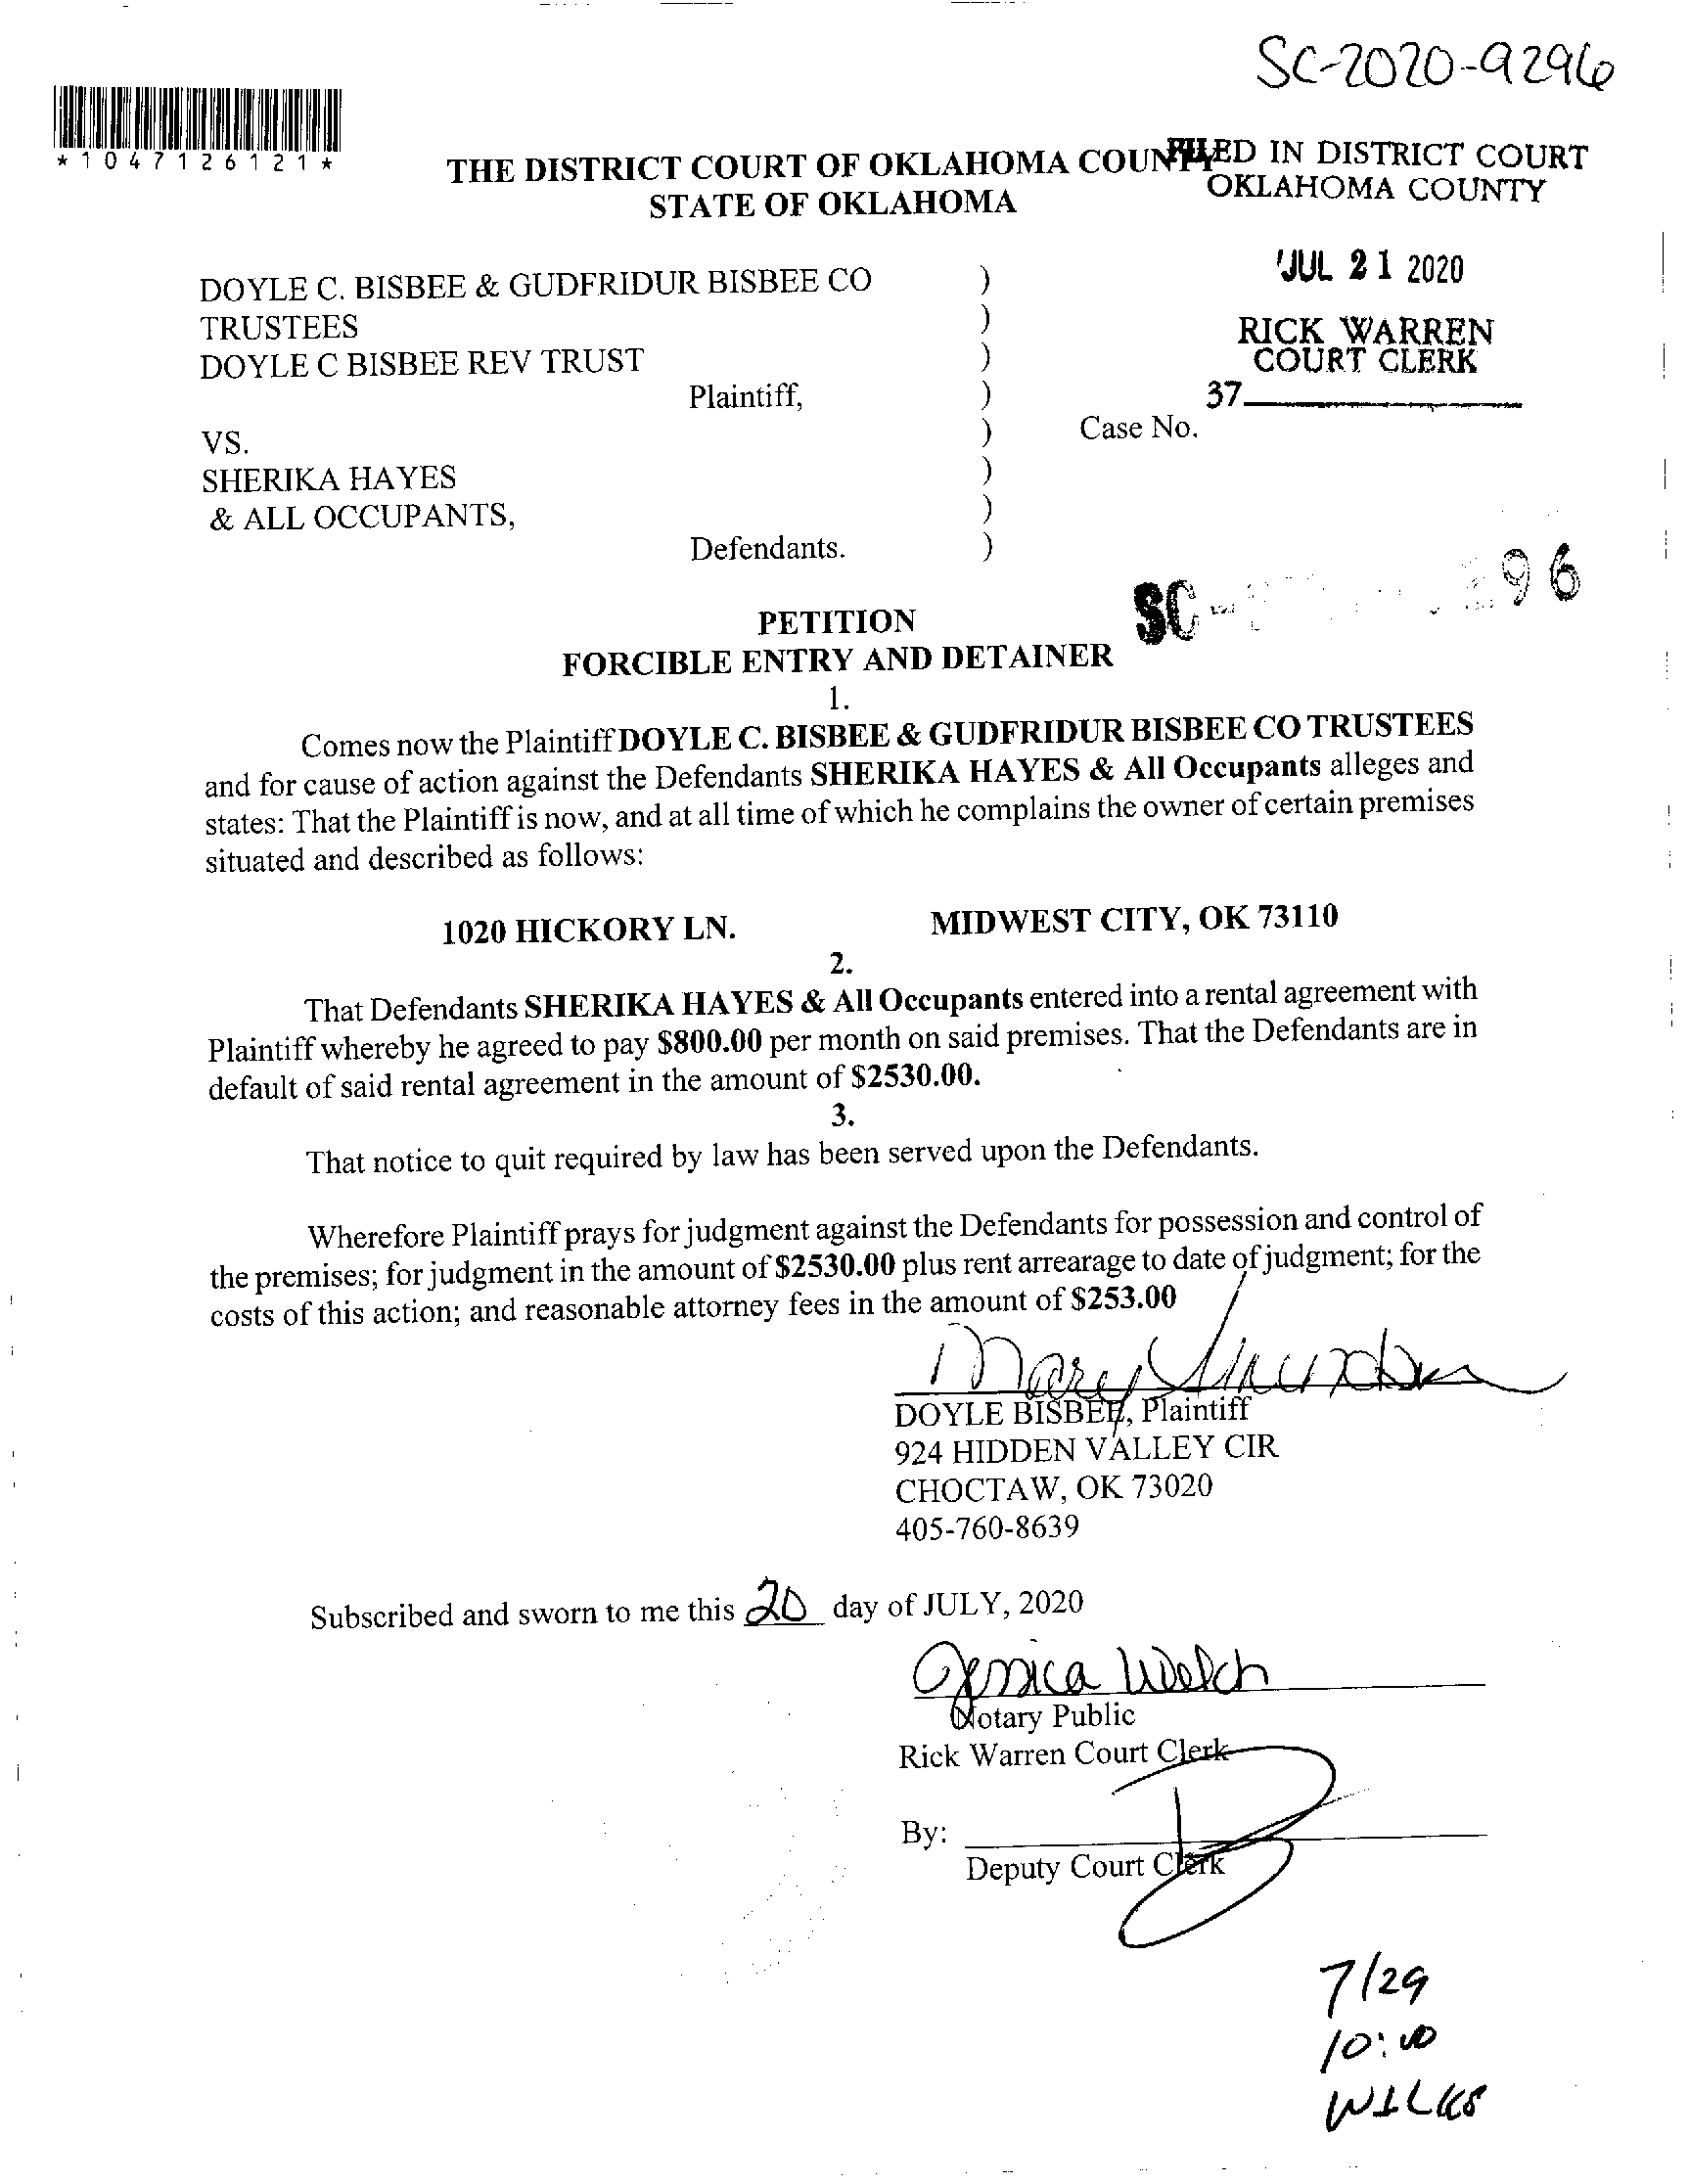 SC-2020-9296
*1047126121*
THE DISTRICT COURT OF OKLAHOMA COUNTY
STATE OF OKLAHOMA
FILED IN DISTRICT COURT
OKLAHOMA COUNTY
JUL 21 2020
RICK WARREN
COURT CLERK
37
DOYLE C. BISBEE & GUDFRIDUR BISBEE CO )
TRUSTEES )
DOYLE C BISBEE REV TRUST )
Plaintiff, )
VS. ) Case No.
SHERIKA HAYES )
& ALL OCCUPANTS, )
Defendants. )
SC- 96
PETITION
FORCIBLE ENTRY AND DETAINER
1.
Comes now the Plaintiff DOYLE C. BISBEE & GUDFRIDUR BISBEE CO TRUSTEES
and for cause of action against the Defendants SHERIKA HAYES & All Occupants alleges and
states: That the Plaintiff is now, and at all time of which he complains the owner of certain premises
situated and described as follows:
1020 HICKORY LN. MIDWEST CITY, OK 73110
2.
That Defendants SHERIKA HAYES & All Occupants entered into a rental agreement with
Plaintiff whereby he agreed to pay $800.00 per month on said premises. That the Defendants are in
default of said rental agreement in the amount of $2530.00.
3.
That notice to quit required by law has been served upon the Defendants.
Wherefore Plaintiff prays for judgment against the Defendants for possession and control of
the premises; for judgment in the amount of $2530.00 plus rent arrearage to date of judgment; for the
costs of this action; and reasonable attorney fees in the amount of $253.00
Mary
DOYLE BISBEE, Plaintiff
924 HIDDEN VALLEY CIR
CHOCTAW, OK 73020
405-760-8639
Subscribed and sworn to me this 20 day of JULY, 2020
Jessica Welch
Notary Public
Rick Warren Court Clerk
By:
Deputy Court Clerk
7/29
10:00
WILKS